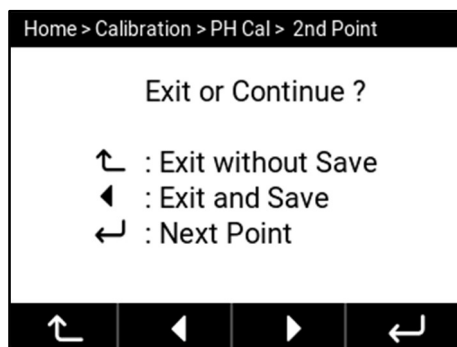 Home > Calibration > PH Cal > 2nd Point
Exit or Continue ?
: Exit without Save
: Exit and Save
: Next Point